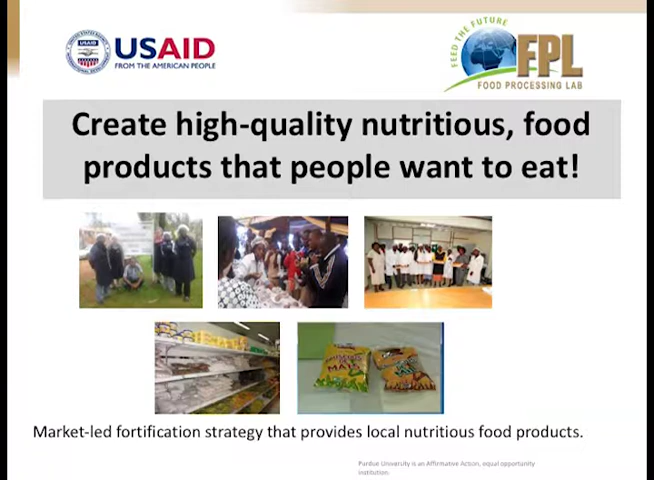 USAID
FROM THE AMERICAN PEOPLE
FEED THE FUTURE
FPL
FOOD PROCESSING LAB
Create high-quality nutritious, food
products that people want to eat!
Market-led fortification strategy that provides local nutritious food products.
Purdue University is an Affirmative Action, equal opportunity
institution.